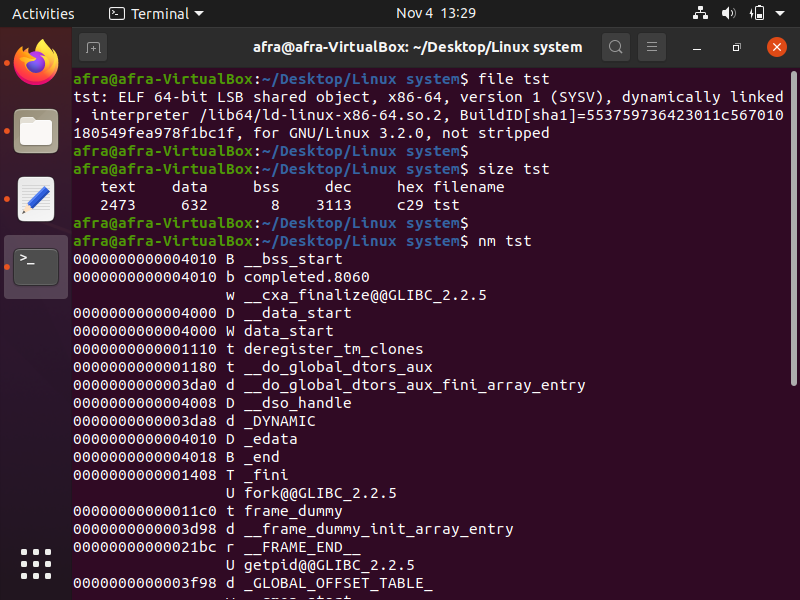 Activities Terminal Nov 4 13:29
afra@afra-VirtualBox: ~/Desktop/Linux system
afra@afra-VirtualBox:~/Desktop/Linux system$ file tst
tst: ELF 64-bit LSB shared object, x86-64, version 1 (SYSV), dynamically linked
, interpreter /lib64/ld-linux-x86-64.so.2, BuildID[sha1]=553759736423011c567010
180549fea978f1bc1f, for GNU/Linux 3.2.0, not stripped
afra@afra-VirtualBox:~/Desktop/Linux system$
afra@afra-VirtualBox:~/Desktop/Linux system$ size tst
   text    data     bss     dec     hex filename
   2473     632       8    3113     c29 tst
afra@afra-VirtualBox:~/Desktop/Linux system$
afra@afra-VirtualBox:~/Desktop/Linux system$ nm tst
0000000000004010 B __bss_start
0000000000004010 b completed.8060
                 w __cxa_finalize@@GLIBC_2.2.5
0000000000004000 D __data_start
0000000000004000 W data_start
0000000000001110 t deregister_tm_clones
0000000000001180 t __do_global_dtors_aux
0000000000003da0 d __do_global_dtors_aux_fini_array_entry
0000000000004008 D __dso_handle
0000000000003da8 d _DYNAMIC
0000000000004010 D _edata
0000000000004018 B _end
0000000000001408 T _fini
                 U fork@@GLIBC_2.2.5
00000000000011c0 t frame_dummy
0000000000003d98 d __frame_dummy_init_array_entry
00000000000021bc r __FRAME_END__
                 U getpid@@GLIBC_2.2.5
0000000000003f98 d _GLOBAL_OFFSET_TABLE_